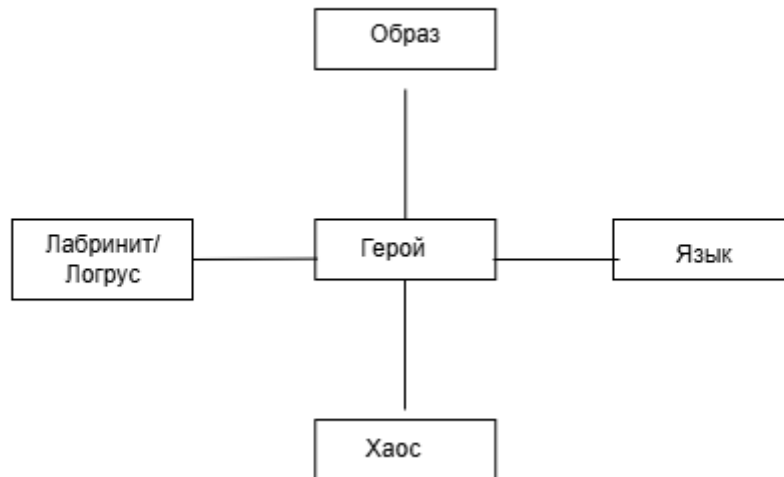 Образ
Лабринит/
Логрус
Герой
Язык
Хаос